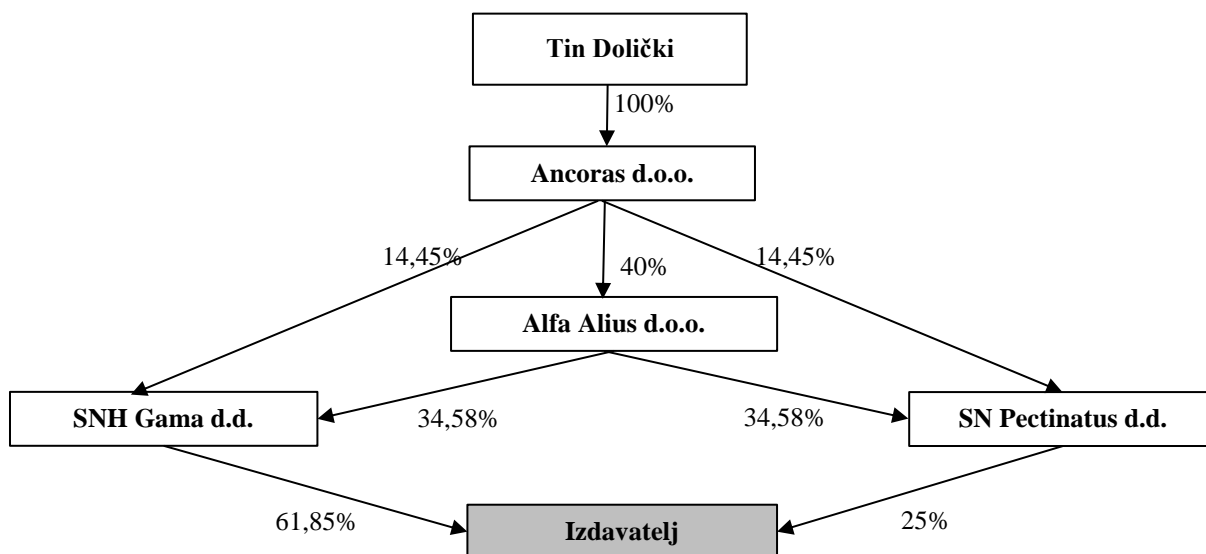 Tin Dolički
100%
Ancoras d.o.o.
14,45%
40%
14,45%
Alfa Alius d.o.o.
SNH Gama d.d.
34,58%
34,58%
SN Pectinatus d.d.
61,85%
Izdavatelj
25%